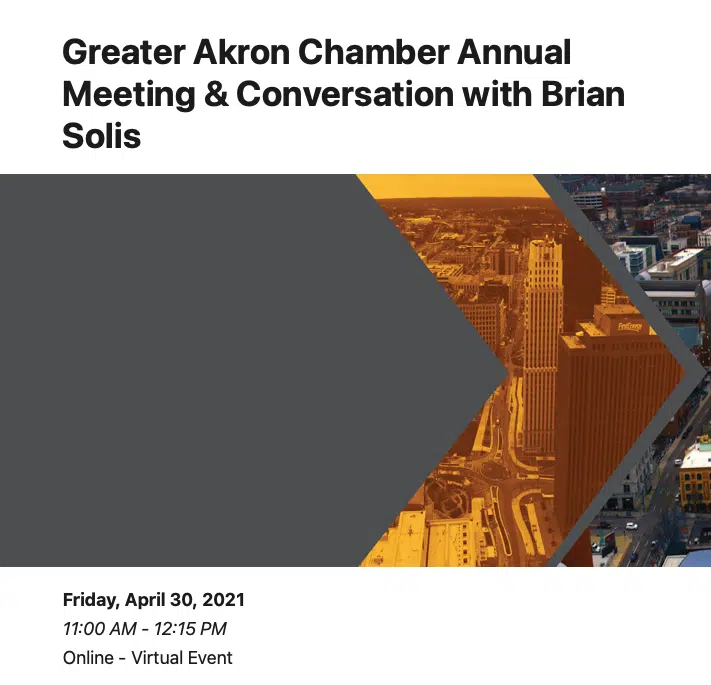 Greater Akron Chamber Annual
Meeting & Conversation with Brian
Solis
FirstEnergy
Friday, April 30, 2021
11:00 AM - 12:15 PM
Online - Virtual Event